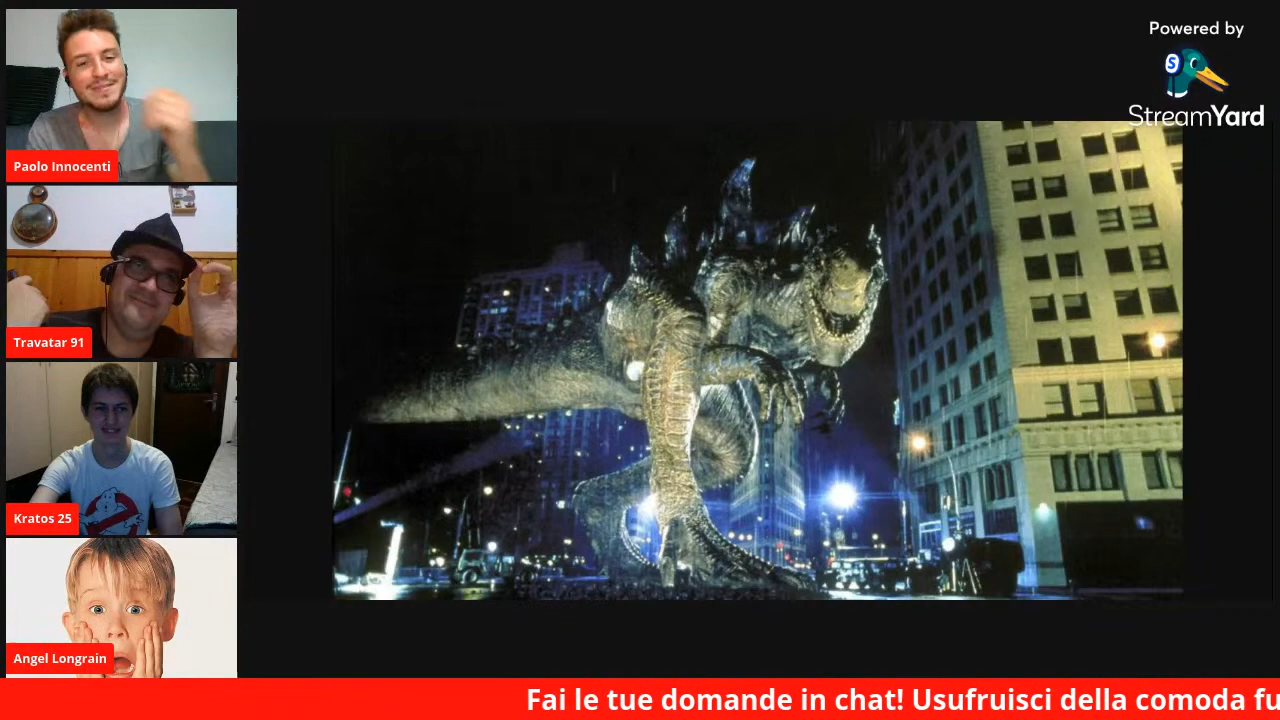 Powered by
S
StreamYard
Paolo Innocenti
Travatar 91
Kratos 25
Angel Longrain
Fai le tue domande in chat! Usufruisci della comoda fu